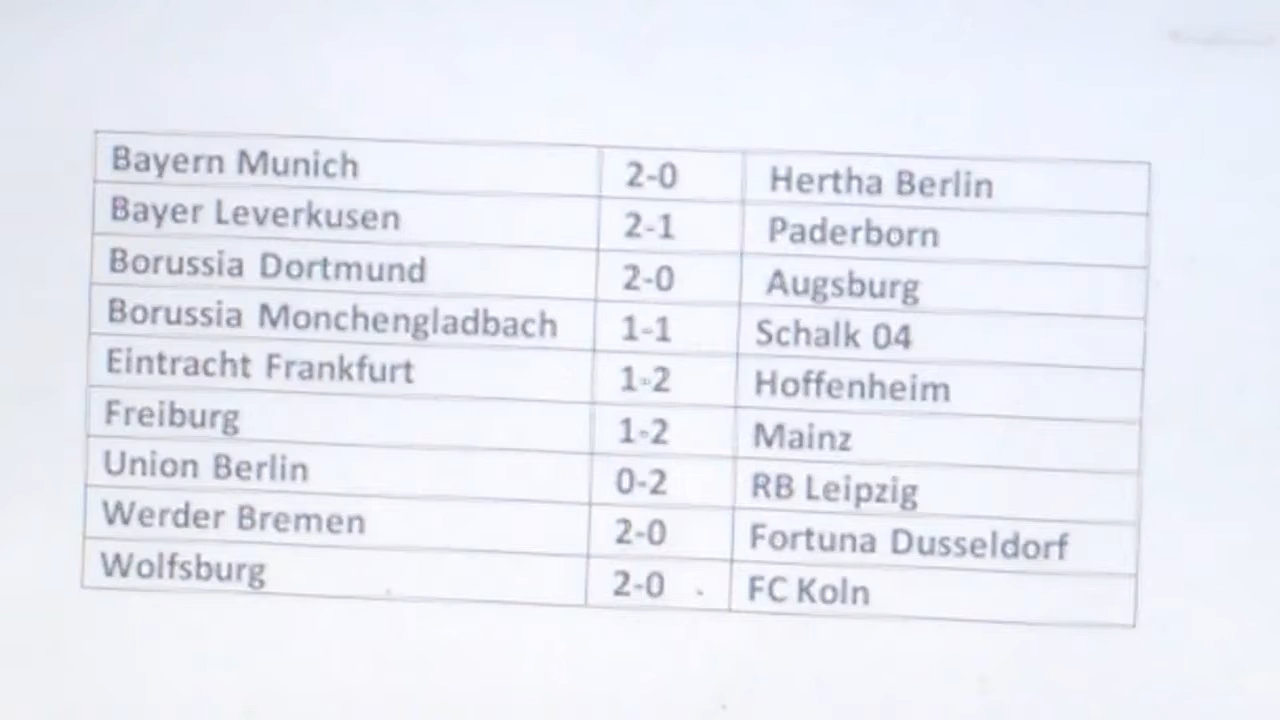 Bayern Munich 2-0 Hertha Berlin
Bayer Leverkusen 2-1 Paderborn
Borussia Dortmund 2-0 Augsburg
Borussia Monchengladbach 1-1 Schalk 04
Eintracht Frankfurt 1-2 Hoffenheim
Freiburg 1-2 Mainz
Union Berlin 0-2 RB Leipzig
Werder Bremen 2-0 Fortuna Dusseldorf
Wolfsburg 2-0 FC Koln